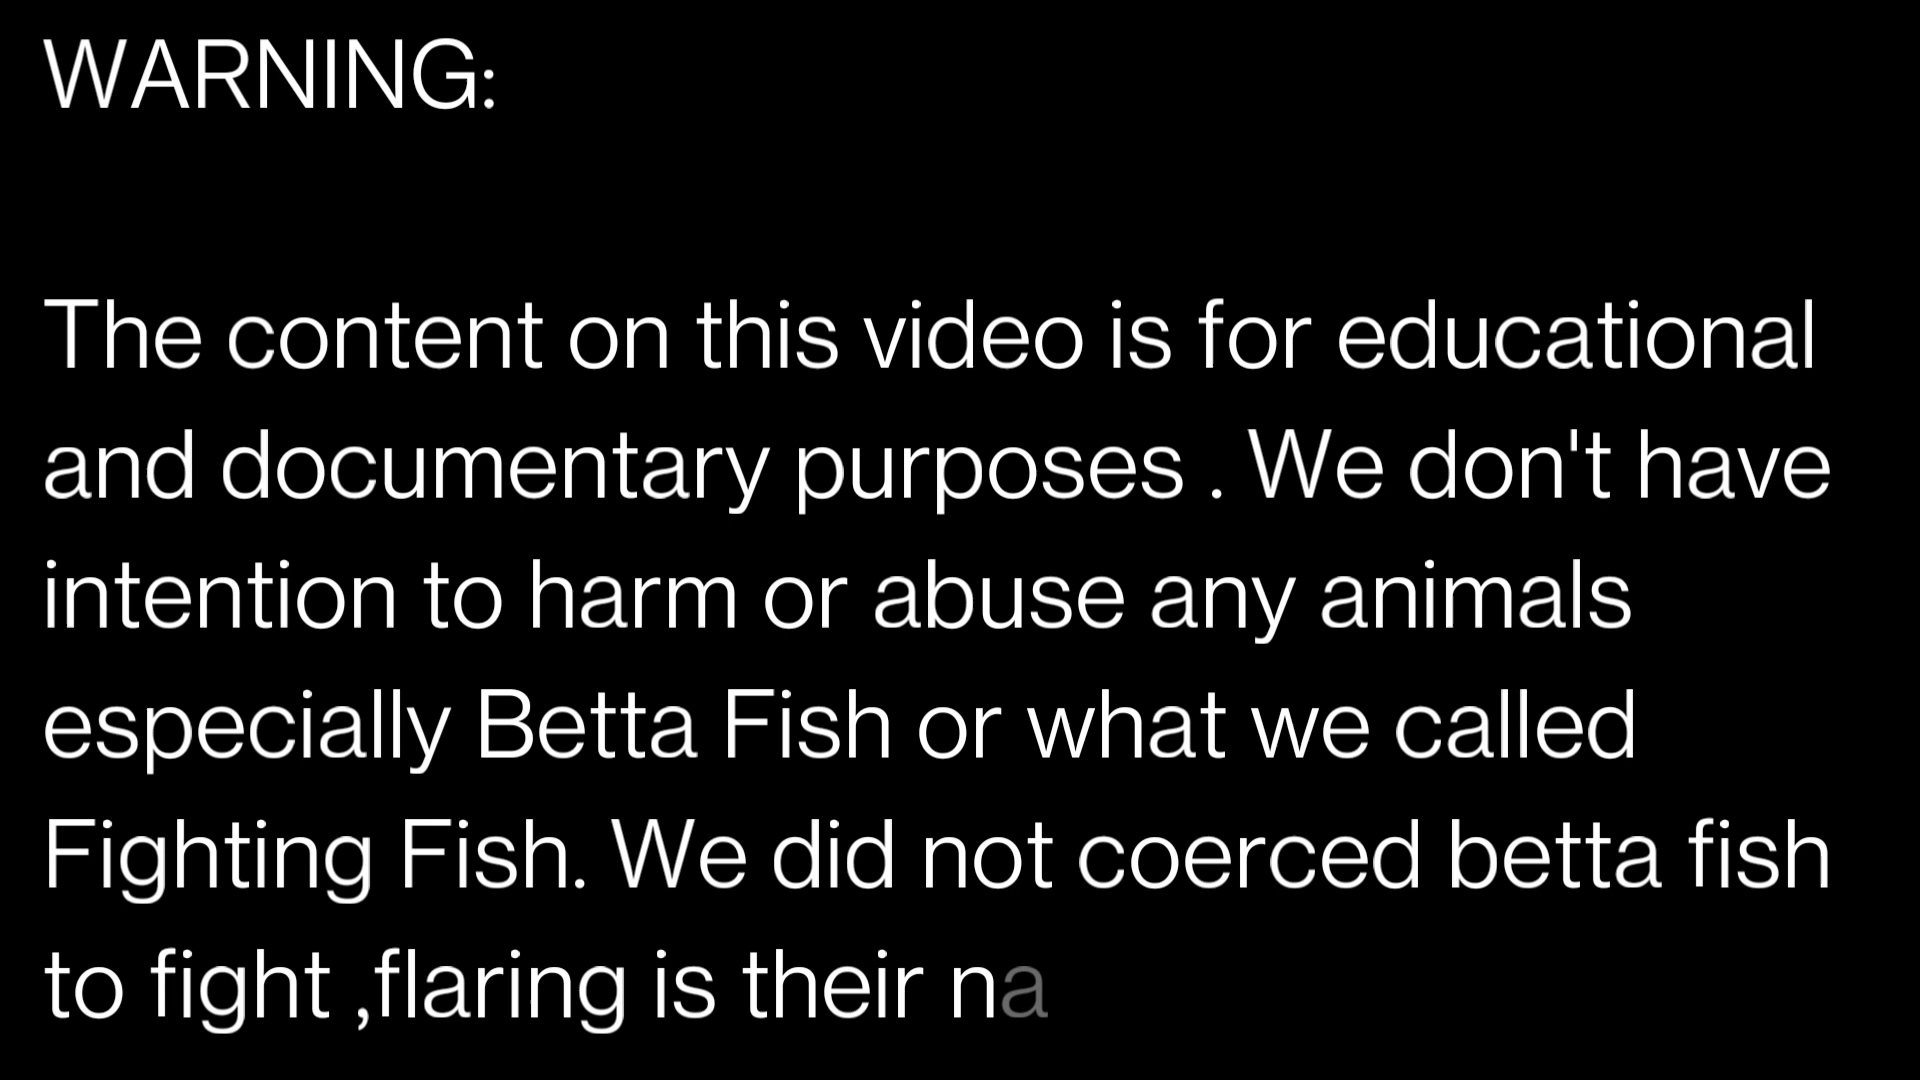 WARNING:
The content on this video is for educational
and documentary purposes . We don't have
intention to harm or abuse any animals
especially Betta Fish or what we called
Fighting Fish. We did not coerced betta fish
to fight ,flaring is their na